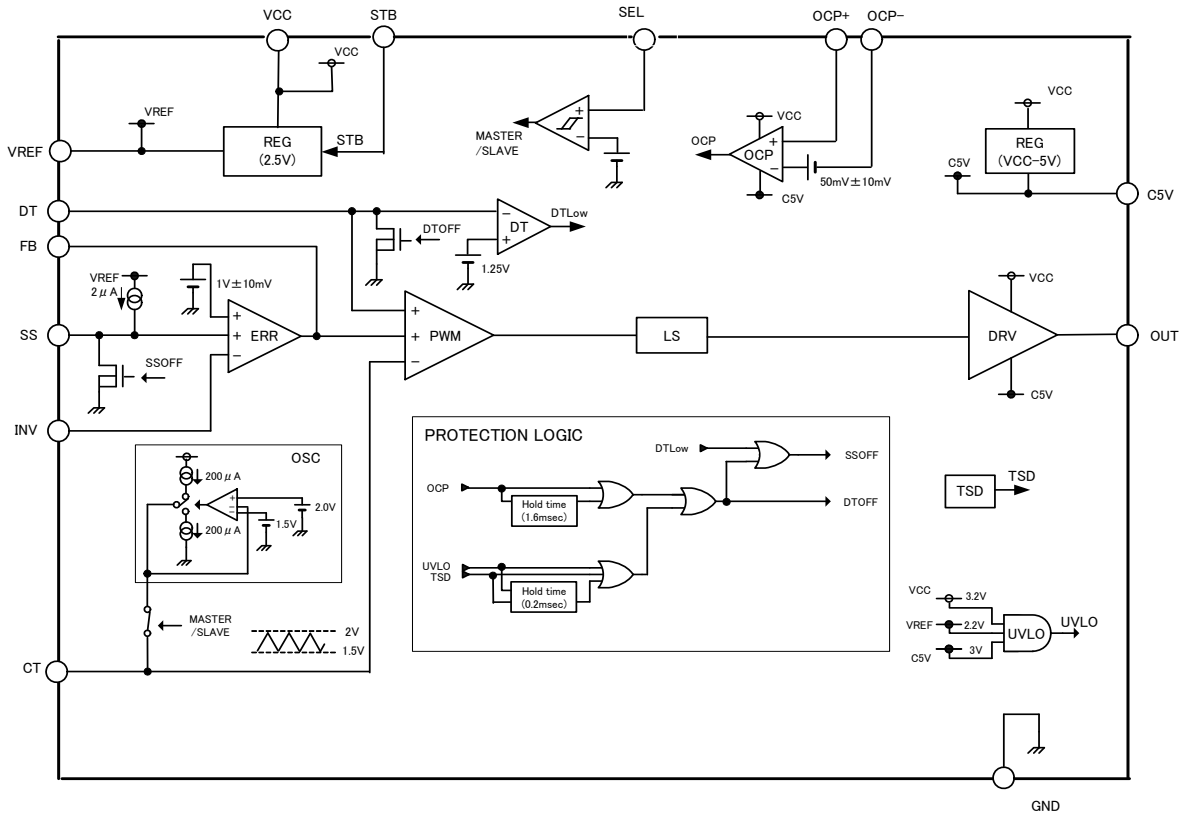 VCC
STB
SEL
OCP+
OCP−
VCC
VREF
REG
(2.5V)
STB
VREF
MASTER
/SLAVE
+
−
VCC
OCP
OCP
+
−
50mV±10mV
C5V
VCC
REG
(VCC-5V)
C5V
C5V
DT
DTOFF
−
DT
+
DTLow
1.25V
FB
VREF
2μA
1V±10mV
SS
+
+
−
ERR
SSOFF
+
+
−
PWM
LS
VCC
DRV
C5V
OUT
INV
OSC
200μA
200μA
+
−
−
2.0V
1.5V
MASTER
/SLAVE
2V
1.5V
CT
PROTECTION LOGIC
DTLow
SSOFF
OCP
Hold time
(1.6msec)
DTOFF
UVLO
TSD
Hold time
(0.2msec)
TSD
TSD
VCC
3.2V
VREF
2.2V
C5V
3V
UVLO
UVLO
GND